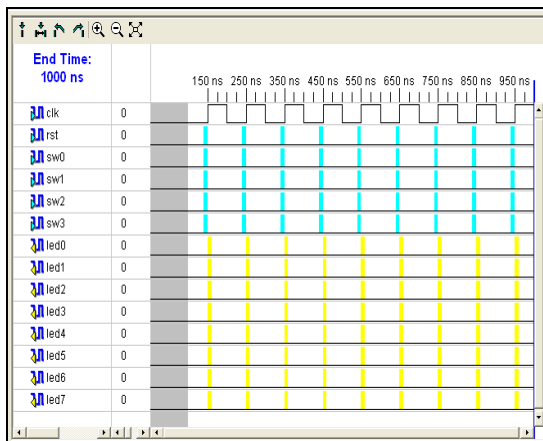 End Time:
1000 ns
150 ns 250 ns 350 ns 450 ns 550 ns 650 ns 750 ns 850 ns 950 ns
clk 0
rst 0
sw0 0
sw1 0
sw2 0
sw3 0
led0 0
led1 0
led2 0
led3 0
led4 0
led5 0
led6 0
led7 0